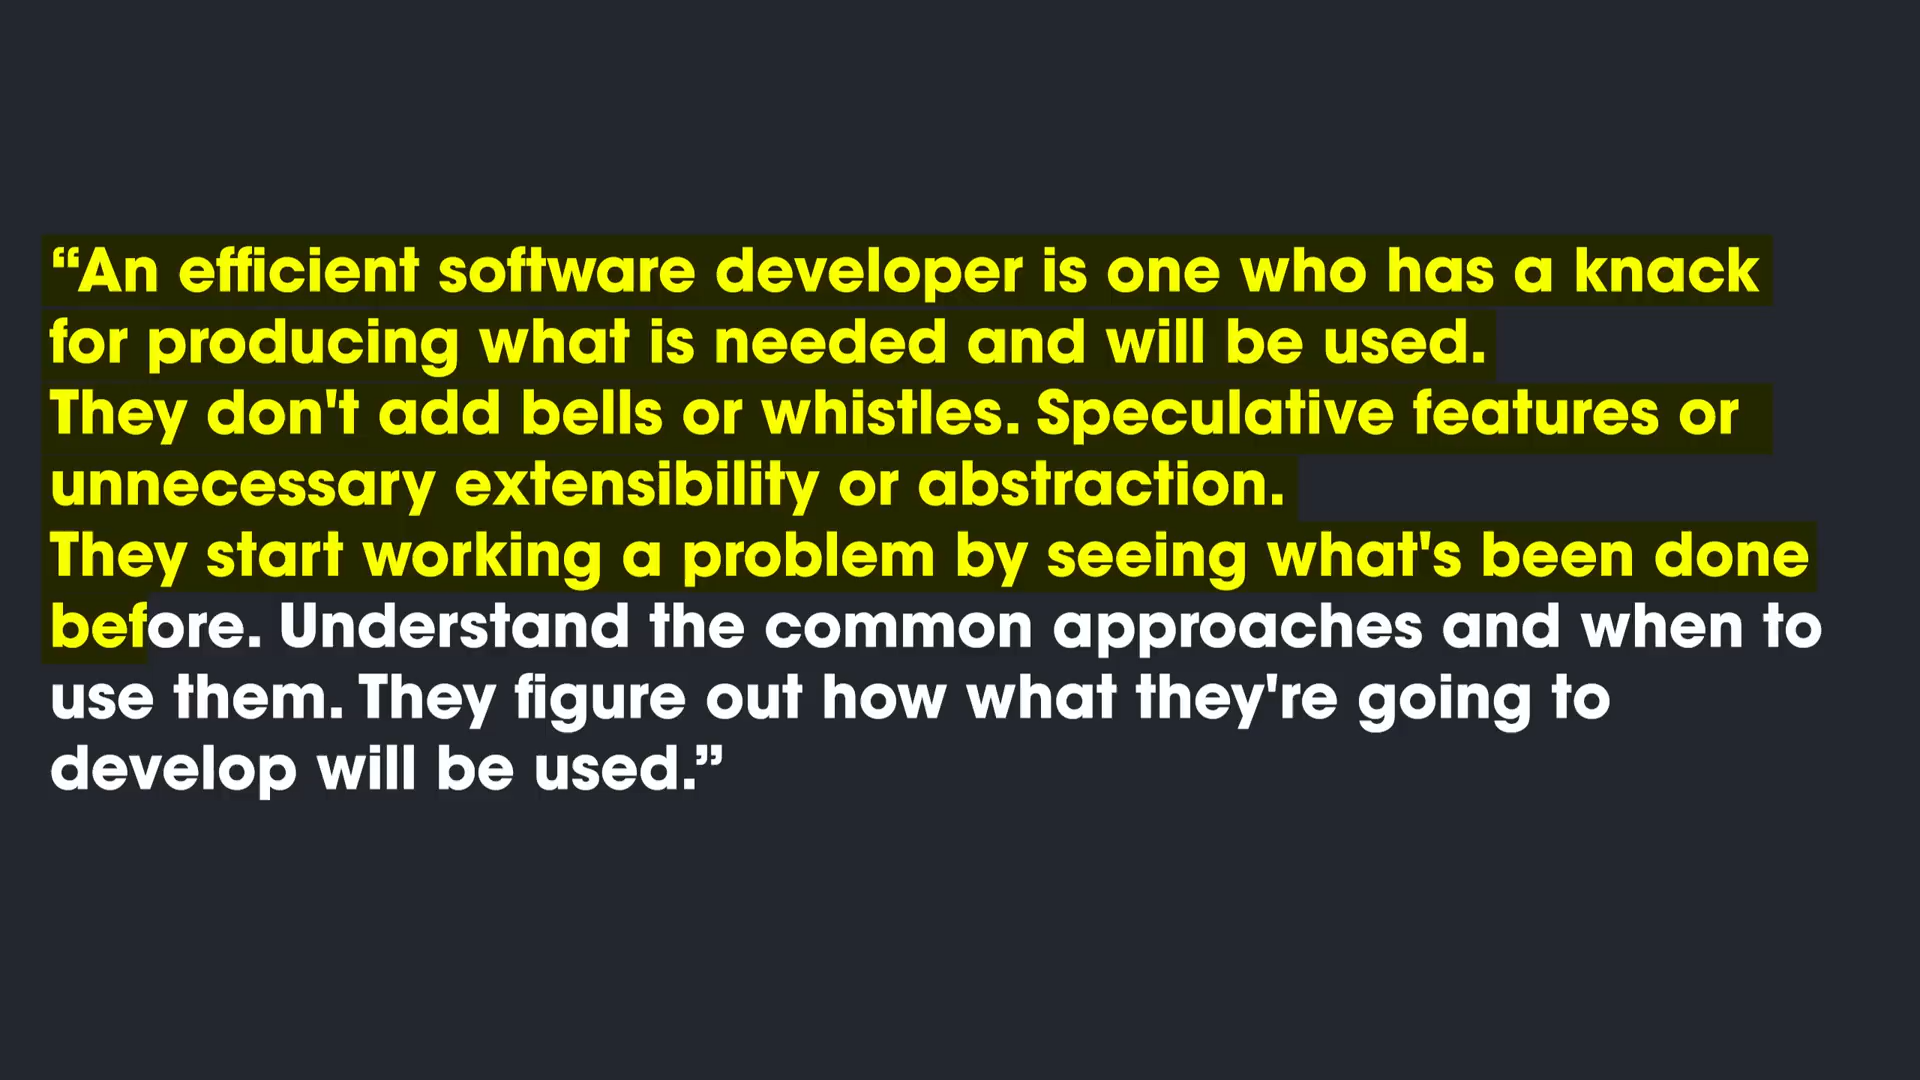 “An efficient software developer is one who has a knack
for producing what is needed and will be used.
They don't add bells or whistles. Speculative features or
unnecessary extensibility or abstraction.
They start working a problem by seeing what's been done
before. Understand the common approaches and when to
use them. They figure out how what they're going to
develop will be used.”